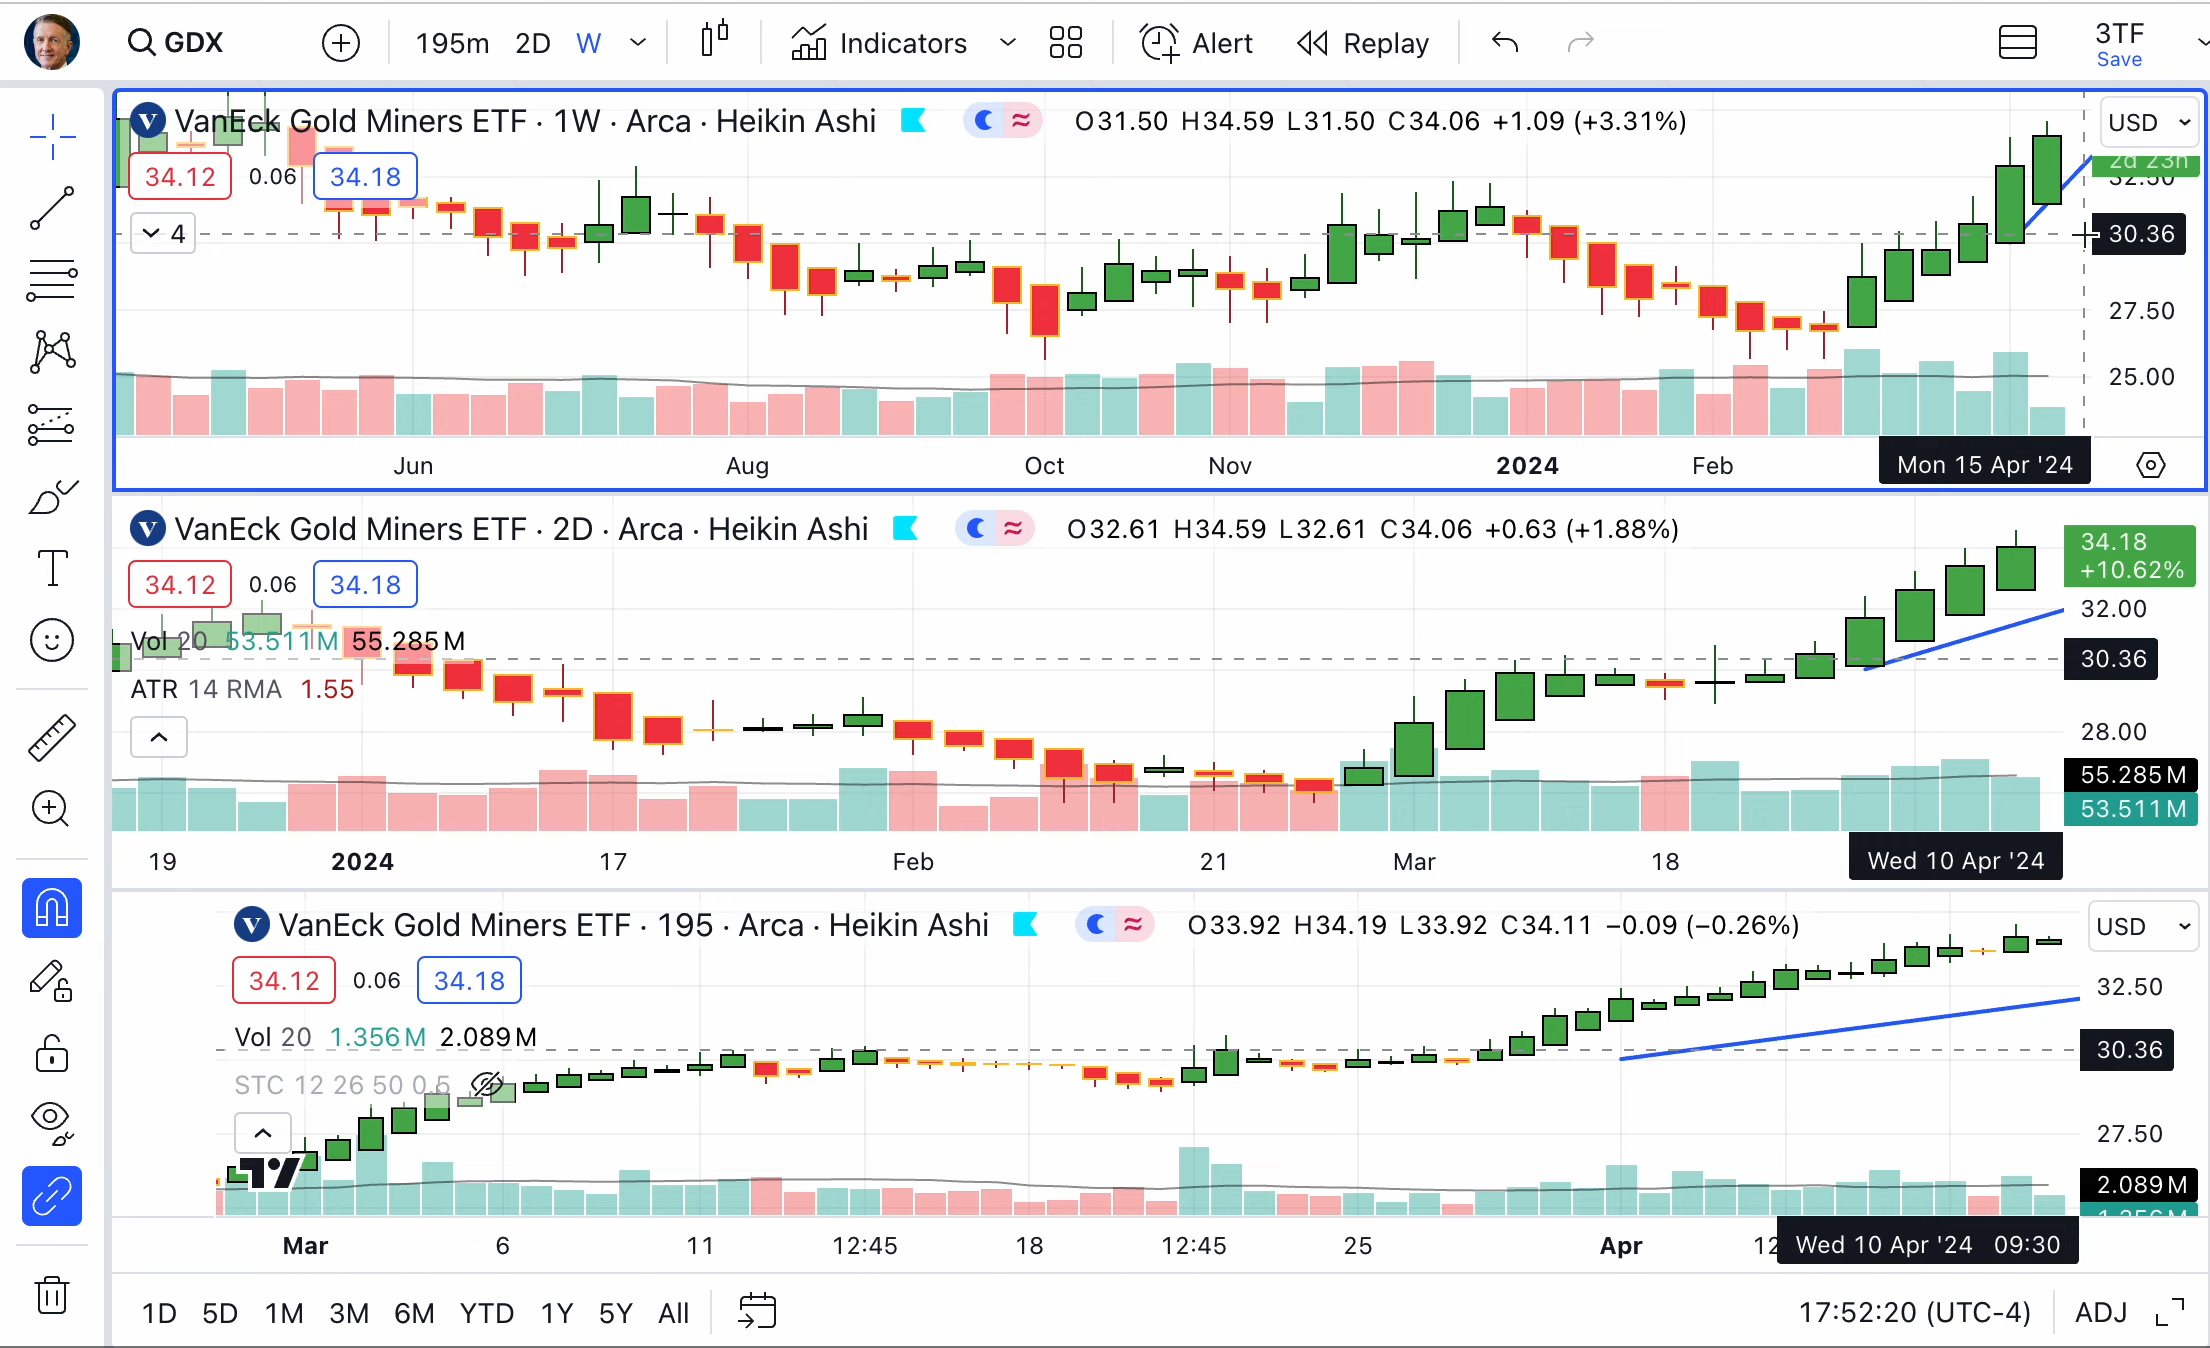 GDX
195m 2D W
Indicators
Alert
Replay
3TF
Save
V VanEck Gold Miners ETF · 1W · Arca · Heikin Ashi
O31.50 H34.59 L31.50 C34.06 +1.09 (+3.31%)
USD
34.12 0.06 34.18
2d 23h
32.50
4
30.36
27.50
25.00
Jun Aug Oct Nov 2024 Feb Mon 15 Apr '24
V VanEck Gold Miners ETF · 2D · Arca · Heikin Ashi
O32.61 H34.59 L32.61 C34.06 +0.63 (+1.88%)
34.18
+10.62%
34.12 0.06 34.18
32.00
Vol 20 53.511M 55.285M
30.36
ATR 14 RMA 1.55
28.00
55.285M
53.511M
19 2024 17 Feb 21 Mar 18 Wed 10 Apr '24
V VanEck Gold Miners ETF · 195 · Arca · Heikin Ashi
O33.92 H34.19 L33.92 C34.11 −0.09 (−0.26%)
USD
34.12 0.06 34.18
32.50
Vol 20 1.356M 2.089M
30.36
STC 12 26 50 0.5
27.50
2.089M
1.356M
Mar 6 11 12:45 18 12:45 25 Apr 12 Wed 10 Apr '24 09:30
1D 5D 1M 3M 6M YTD 1Y 5Y All
17:52:20 (UTC-4) ADJ